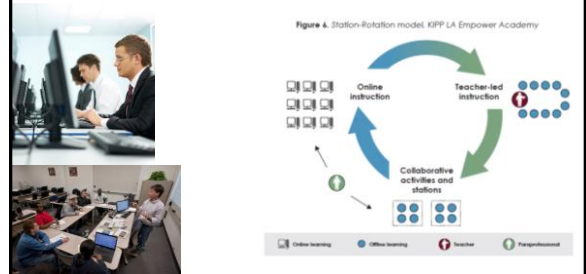 Figure 6. Station-Rotation model, KIPP LA Empower Academy
Online
instruction
Teacher-led
instruction
Collaborative
activities and
stations
Online learning
Offline learning
Teacher
Paraprofessional